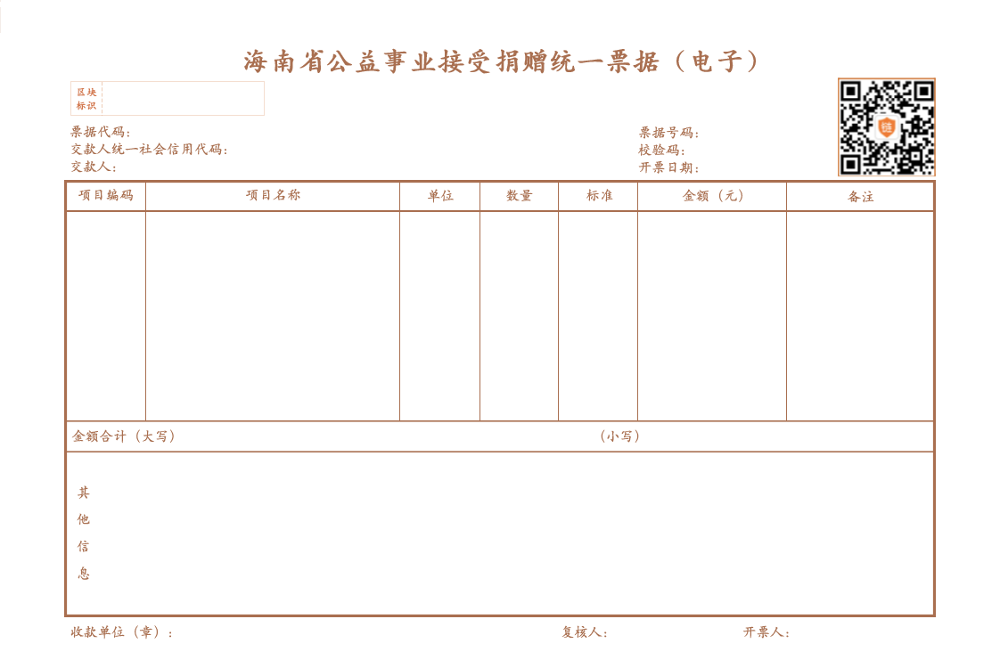 海南省公益事业接受捐赠统一票据（电子）
区块
标识
票据代码：
票据号码：
交款人统一社会信用代码：
校验码：
交款人：
开票日期：
项目编码 项目名称 单位 数量 标准 金额（元） 备注
金额合计（大写） （小写）
其
他
信
息
收款单位（章）： 复核人： 开票人：